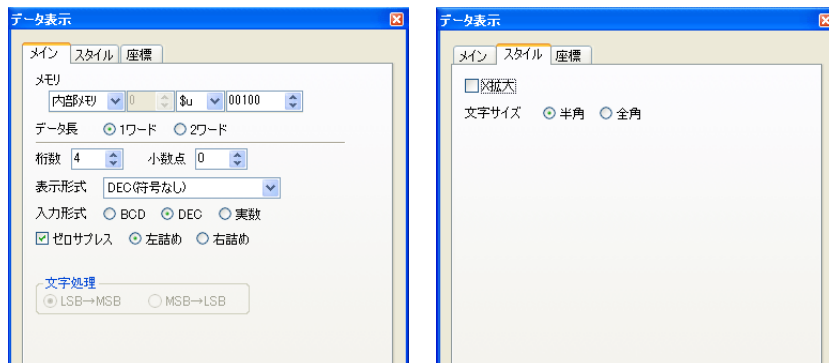 データ表示
メイン スタイル 座標
メモリ
内部メモリ 0 $u 00100
データ長 1ワード 2ワード
桁数 4 小数点 0
表示形式 DEC(符号なし)
入力形式 BCD DEC 実数
ゼロサプレス 左詰め 右詰め
文字処理
LSB→MSB MSB→LSB
データ表示
メイン スタイル 座標
X拡大
文字サイズ 半角 全角